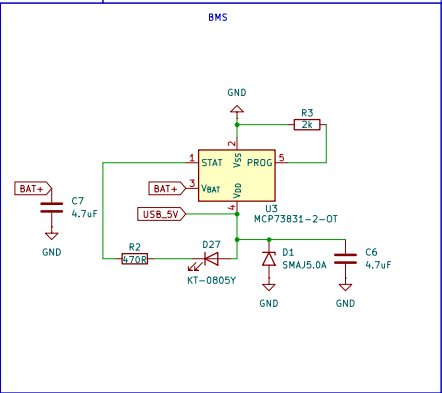 BMS
GND
R3
2k
2
1 STAT VSS PROG 5
BAT+
C7
4.7uF
BAT+ 3 VBAT
VDD
4
U3
USB_5V
MCP73831-2-OT
GND
R2
470R
D27
KT-0805Y
D1
SMAJ5.0A
C6
4.7uF
GND
GND